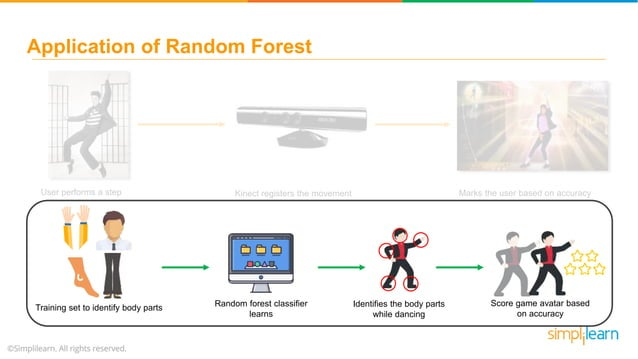 Application of Random Forest
User performs a step
Kinect registers the movement
Marks the user based on accuracy
Training set to identify body parts
Random forest classifier
learns
Identifies the body parts
while dancing
Score game avatar based
on accuracy
simplilearn
©Simplilearn. All rights reserved.